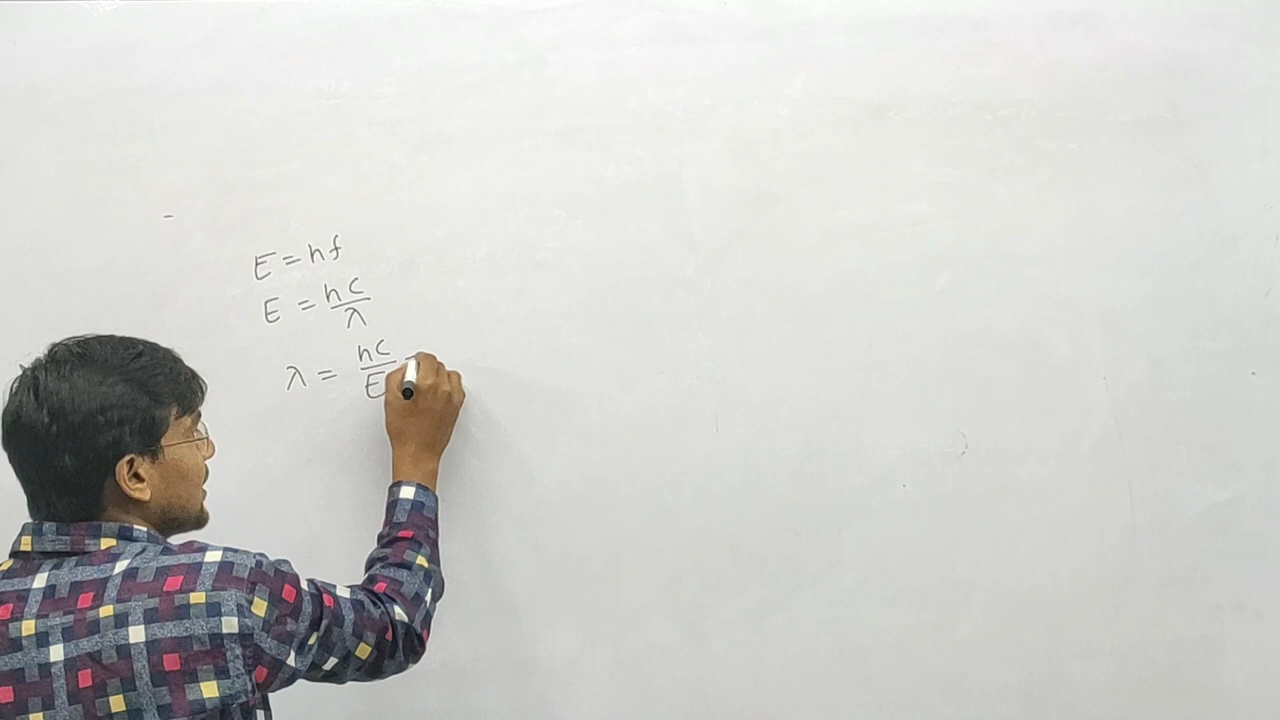 E = hf
E = hc/λ
λ = hc/E